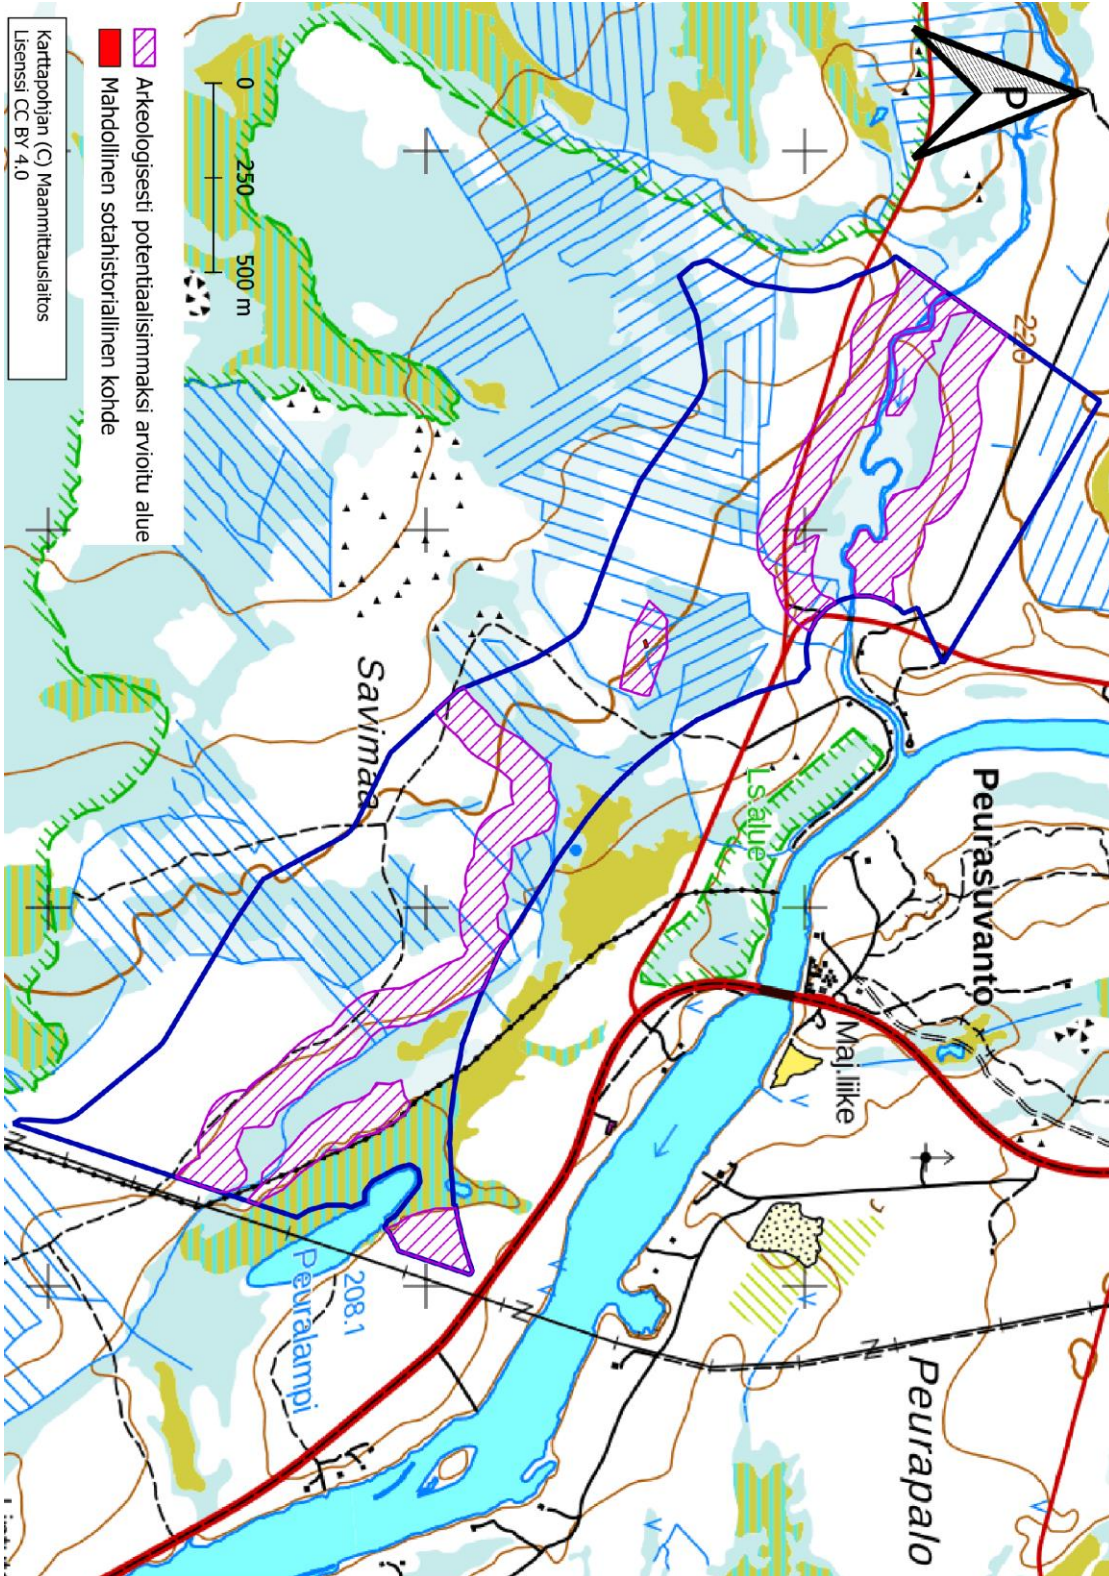 P
220
Peurasuvanto
Ls.alue
Maj.liike
Savimaa
Peurapalo
208.1
Peuralampi
Arkeologisesti potentiaalisimmaksi arvioitu alue
Mahdollinen sotahistoriallinen kohde
0 250 500 m
Karttapohjan (C) Maanmittauslaitos
Lisenssi CC BY 4.0